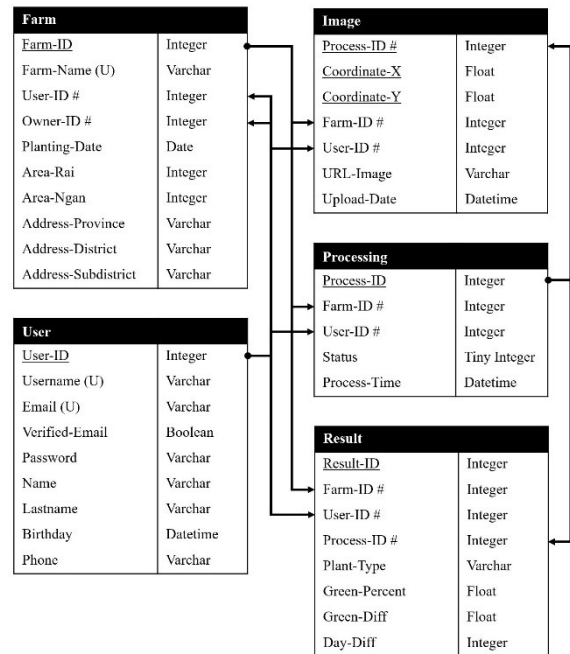 Farm
Farm-ID Integer
Farm-Name (U) Varchar
User-ID # Integer
Owner-ID # Integer
Planting-Date Date
Area-Rai Integer
Area-Ngan Integer
Address-Province Varchar
Address-District Varchar
Address-Subdistrict Varchar
User
User-ID Integer
Username (U) Varchar
Email (U) Varchar
Verified-Email Boolean
Password Varchar
Name Varchar
Lastname Varchar
Birthday Datetime
Phone Varchar
Image
Process-ID # Integer
Coordinate-X Float
Coordinate-Y Float
Farm-ID # Integer
User-ID # Integer
URL-Image Varchar
Upload-Date Datetime
Processing
Process-ID Integer
Farm-ID # Integer
User-ID # Integer
Status Tiny Integer
Process-Time Datetime
Result
Result-ID Integer
Farm-ID # Integer
User-ID # Integer
Process-ID # Integer
Plant-Type Varchar
Green-Percent Float
Green-Diff Float
Day-Diff Integer